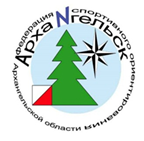 Федерация спортивного ориентирования
Архангельской области
АрхаNгельск